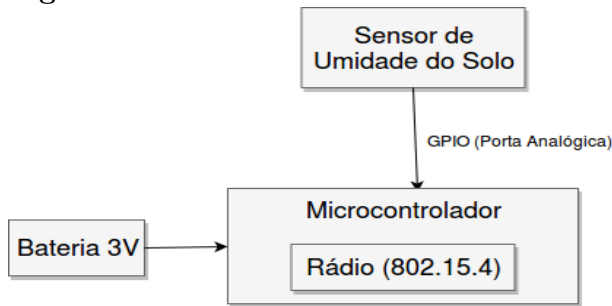 Sensor de
Umidade do Solo
GPIO (Porta Analógica)
Microcontrolador
Bateria 3V
Rádio (802.15.4)